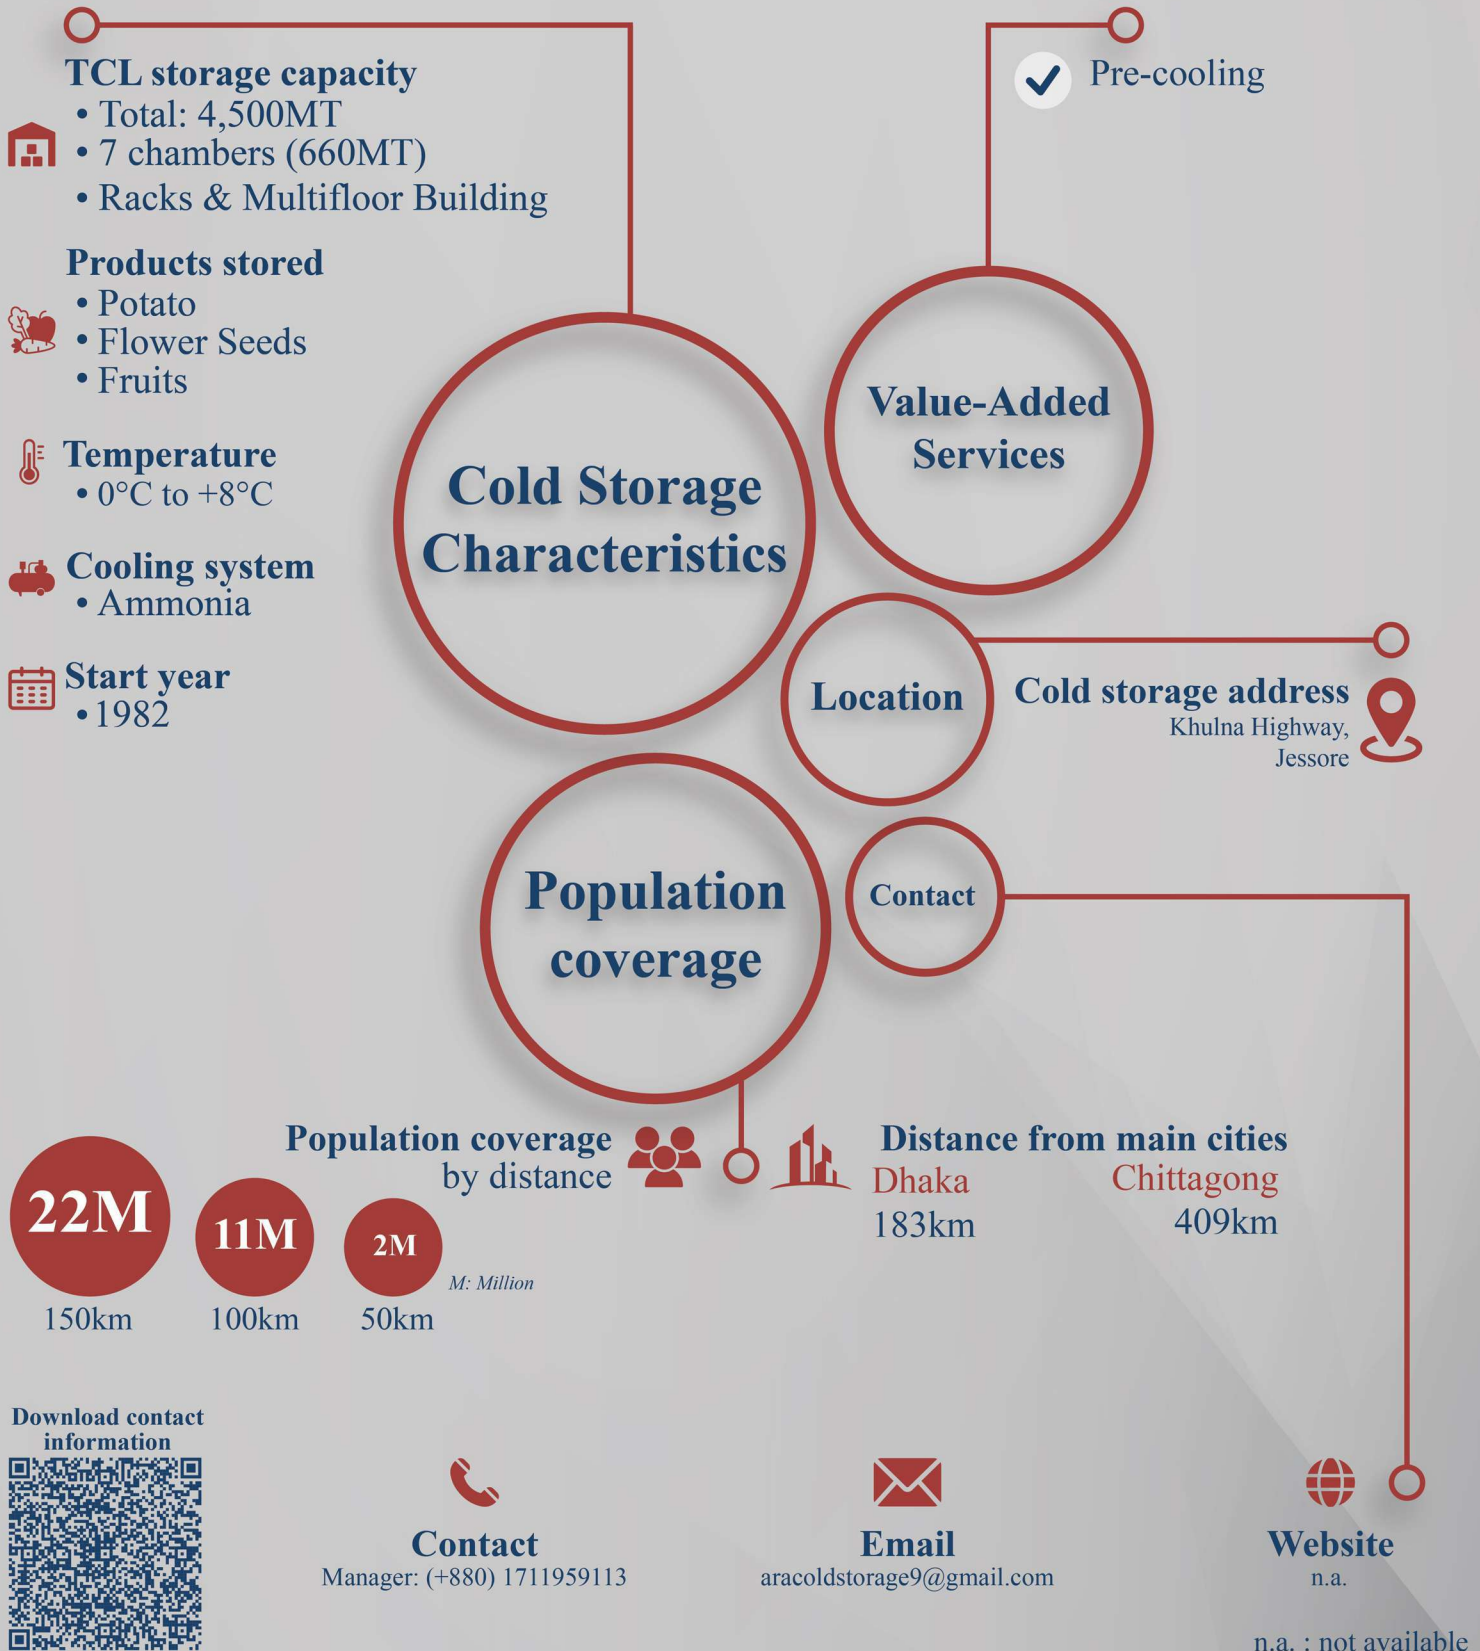 TCL storage capacity
• Total: 4,500MT
• 7 chambers (660MT)
• Racks & Multifloor Building
Products stored
• Potato
• Flower Seeds
• Fruits
Temperature
• 0°C to +8°C
Cooling system
• Ammonia
Start year
• 1982
Pre-cooling
Cold Storage
Characteristics
Value-Added
Services
Location
Cold storage address
Khulna Highway,
Jessore
Population
coverage
Contact
Population coverage
by distance
22M
11M
2M
M: Million
150km
100km
50km
Distance from main cities
Dhaka
Chittagong
183km
409km
Download contact
information
Contact
Manager: (+880) 1711959113
Email
aracoldstorage9@gmail.com
Website
n.a.
n.a. : not available